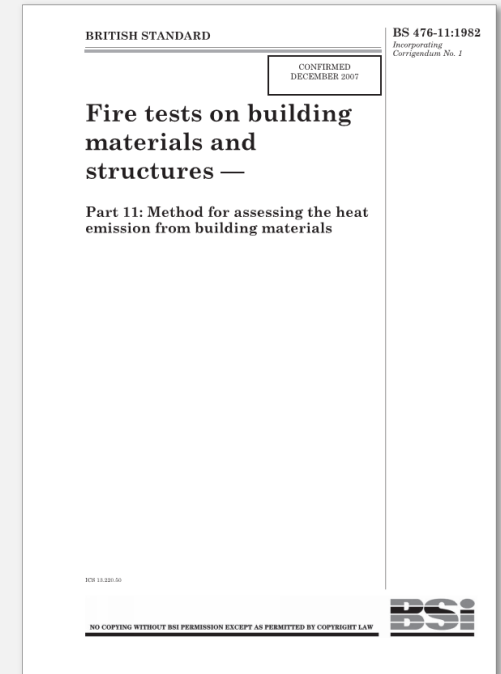 BRITISH STANDARD
BS 476-11:1982
Incorporating
Corrigendum No. 1
CONFIRMED
DECEMBER 2007
Fire tests on building
materials and
structures —
Part 11: Method for assessing the heat
emission from building materials
ICS 13.220.50
NO COPYING WITHOUT BSI PERMISSION EXCEPT AS PERMITTED BY COPYRIGHT LAW
BSi